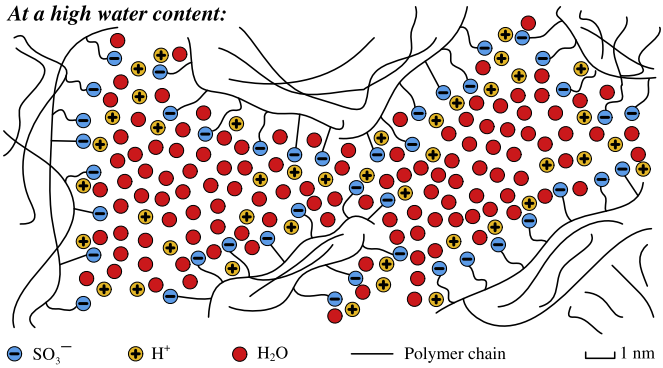 At a high water content:
SO₃⁻ H⁺ H₂O Polymer chain 1 nm